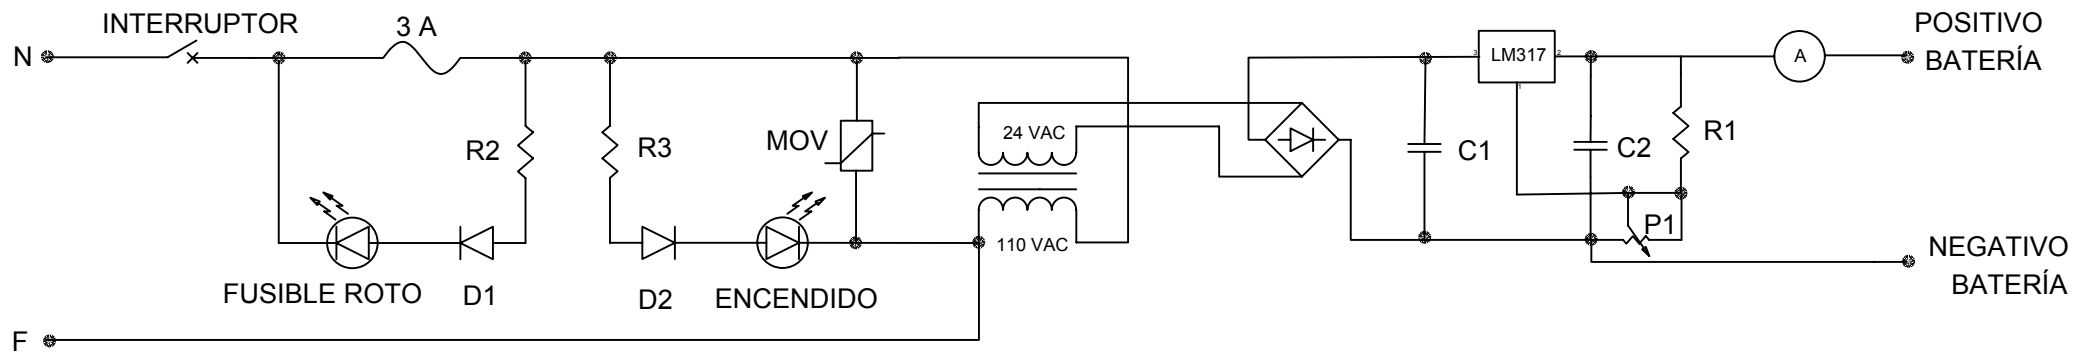 INTERRUPTOR
3 A
N
R2
R3
MOV
FUSIBLE ROTO
D1
D2
ENCENDIDO
F
24 VAC
110 VAC
C1
3
LM317
2
1
C2
R1
P1
A
POSITIVO
BATERÍA
NEGATIVO
BATERÍA